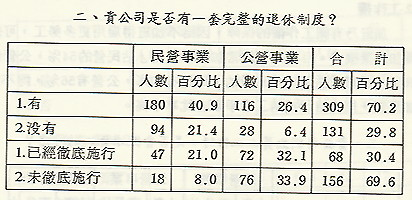 二、貴公司是否有一套完整的退休制度？
民營事業 公營事業 合 計
人數 百分比 人數 百分比 人數 百分比
1.有 180 40.9 116 26.4 309 70.2
2.沒有 94 21.4 28 6.4 131 29.8
1.已經徹底施行 47 21.0 72 32.1 68 30.4
2.未徹底施行 18 8.0 76 33.9 156 69.6